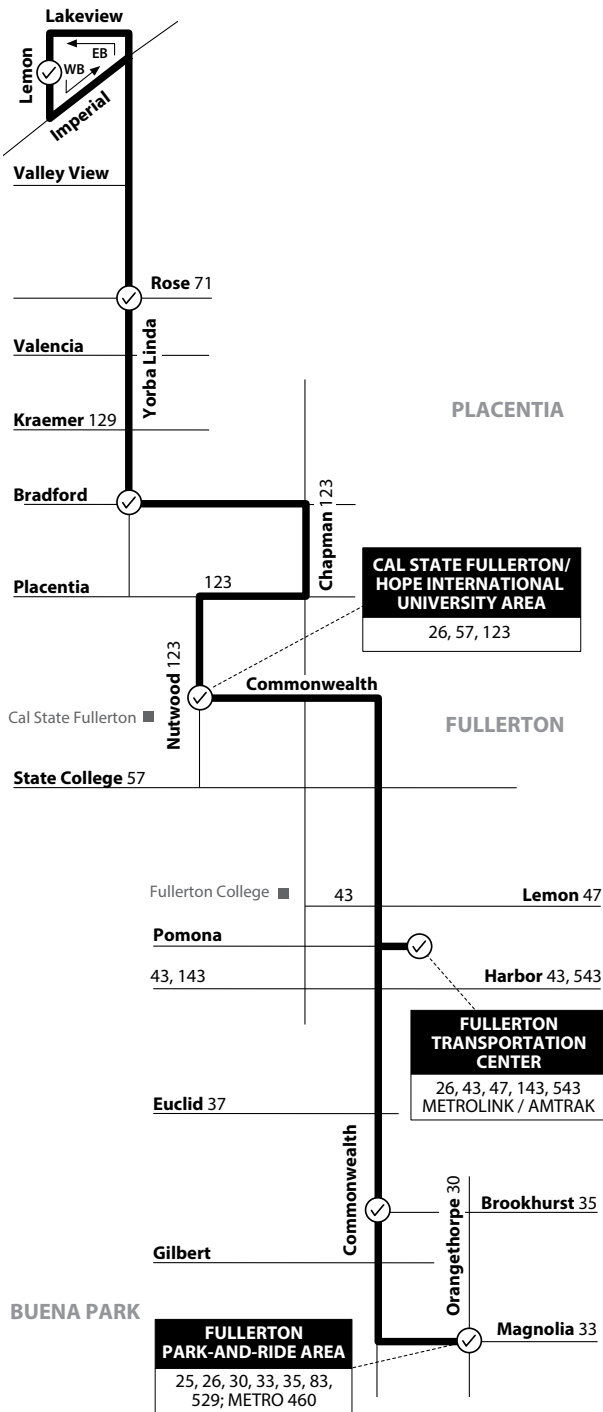 Lakeview
EB
WB
Lemon
Imperial
Valley View
Rose 71
Yorba Linda
Valencia
PLACENTIA
Kraemer 129
Bradford
Chapman 123
CAL STATE FULLERTON/
HOPE INTERNATIONAL
UNIVERSITY AREA
26, 57, 123
Placentia
123
Nutwood 123
Commonwealth
Cal State Fullerton
FULLERTON
State College 57
Fullerton College
43
Lemon 47
Pomona
43, 143
Harbor 43, 543
FULLERTON
TRANSPORTATION
CENTER
26, 43, 47, 143, 543
METROLINK / AMTRAK
Euclid 37
Commonwealth
Orangethorpe 30
Brookhurst 35
Gilbert
BUENA PARK
Magnolia 33
FULLERTON
PARK-AND-RIDE AREA
25, 26, 30, 33, 35, 83,
529; METRO 460